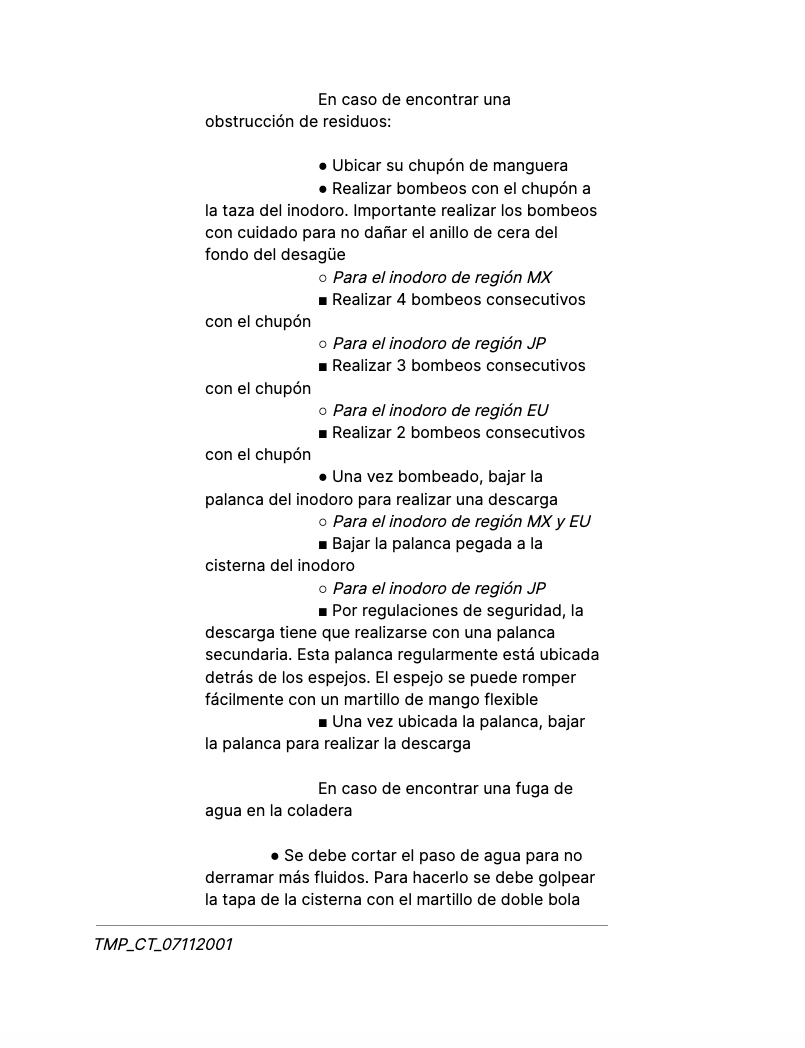 En caso de encontrar una
obstrucción de residuos:
● Ubicar su chupón de manguera
● Realizar bombeos con el chupón a
la taza del inodoro. Importante realizar los bombeos
con cuidado para no dañar el anillo de cera del
fondo del desagüe
○ Para el inodoro de región MX
■ Realizar 4 bombeos consecutivos
con el chupón
○ Para el inodoro de región JP
■ Realizar 3 bombeos consecutivos
con el chupón
○ Para el inodoro de región EU
■ Realizar 2 bombeos consecutivos
con el chupón
● Una vez bombeado, bajar la
palanca del inodoro para realizar una descarga
○ Para el inodoro de región MX y EU
■ Bajar la palanca pegada a la
cisterna del inodoro
○ Para el inodoro de región JP
■ Por regulaciones de seguridad, la
descarga tiene que realizarse con una palanca
secundaria. Esta palanca regularmente está ubicada
detrás de los espejos. El espejo se puede romper
fácilmente con un martillo de mango flexible
■ Una vez ubicada la palanca, bajar
la palanca para realizar la descarga
En caso de encontrar una fuga de
agua en la coladera
● Se debe cortar el paso de agua para no
derramar más fluidos. Para hacerlo se debe golpear
la tapa de la cisterna con el martillo de doble bola
TMP_CT_07112001